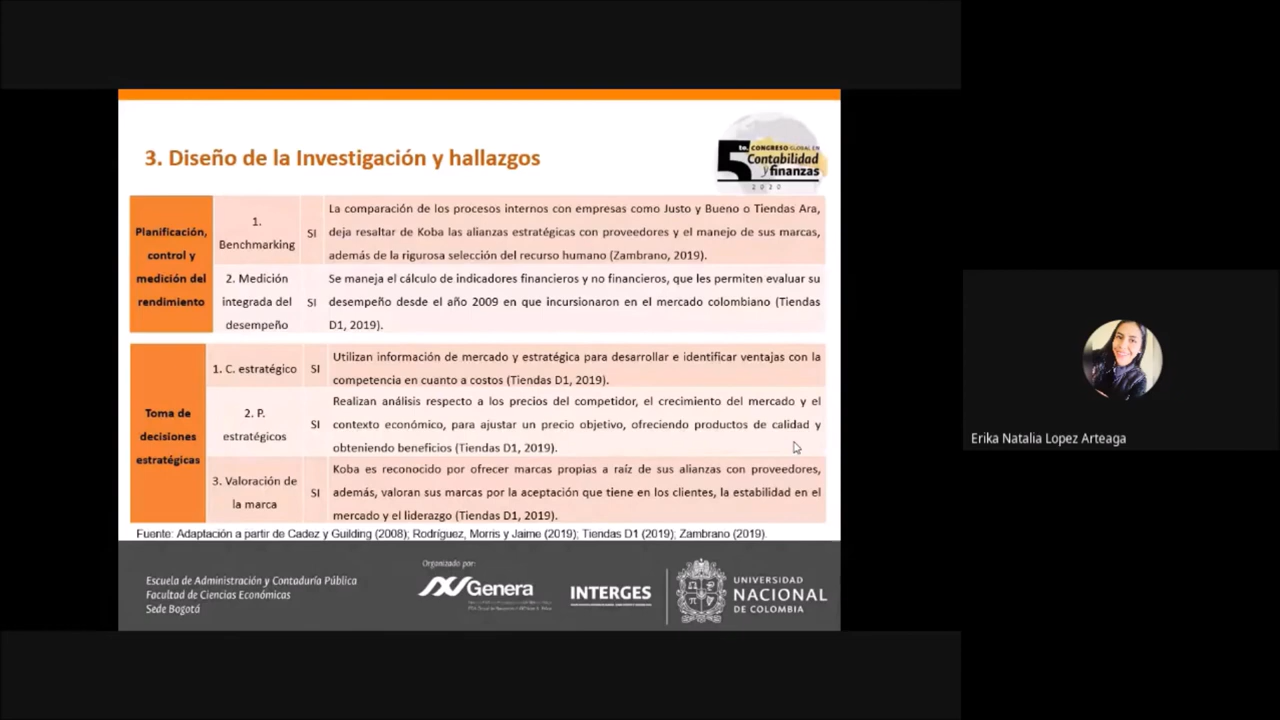 3. Diseño de la Investigación y hallazgos
5to. CONGRESO GLOBAL EN
Contabilidad
y finanzas
2020
Planificación,
control y
medición del
rendimiento
1.
Benchmarking
SI
La comparación de los procesos internos con empresas como Justo y Bueno o Tiendas Ara,
deja resaltar de Koba las alianzas estratégicas con proveedores y el manejo de sus marcas,
además de la rigurosa selección del recurso humano (Zambrano, 2019).
2. Medición
integrada del
desempeño
SI
Se maneja el cálculo de indicadores financieros y no financieros, que les permiten evaluar su
desempeño desde el año 2009 en que incursionaron en el mercado colombiano (Tiendas
D1, 2019).
Toma de
decisiones
estratégicas
1. C. estratégico
SI
Utilizan información de mercado y estratégica para desarrollar e identificar ventajas con la
competencia en cuanto a costos (Tiendas D1, 2019).
2. P.
estratégicos
SI
Realizan análisis respecto a los precios del competidor, el crecimiento del mercado y el
contexto económico, para ajustar un precio objetivo, ofreciendo productos de calidad y
obteniendo beneficios (Tiendas D1, 2019).
3. Valoración de
la marca
SI
Koba es reconocido por ofrecer marcas propias a raíz de sus alianzas con proveedores,
además, valoran sus marcas por la aceptación que tiene en los clientes, la estabilidad en el
mercado y el liderazgo (Tiendas D1, 2019).
Fuente: Adaptación a partir de Cadez y Guilding (2008); Rodríguez, Morris y Jaime (2019); Tiendas D1 (2019); Zambrano (2019).
Escuela de Administración y Contaduría Pública
Facultad de Ciencias Económicas
Sede Bogotá
Organizado por:
Genera
INTERGES
UNIVERSIDAD
NACIONAL
DE COLOMBIA
Erika Natalia Lopez Arteaga